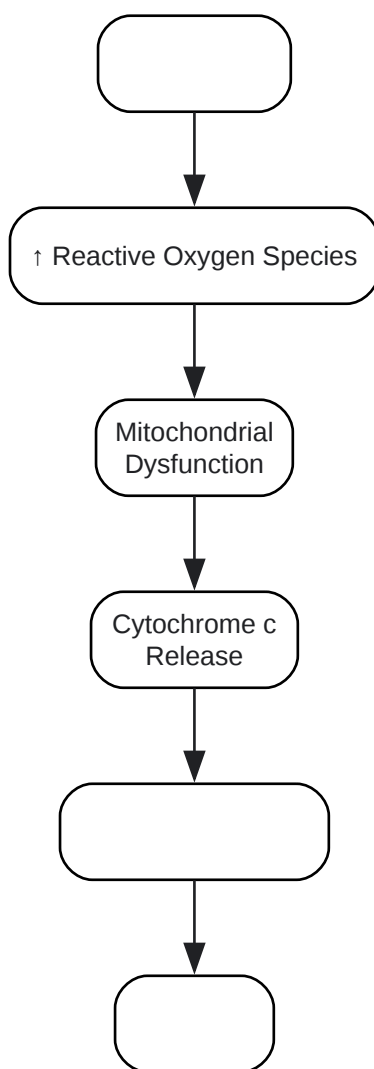 ↑ Reactive Oxygen Species
Mitochondrial
Dysfunction
Cytochrome c
Release